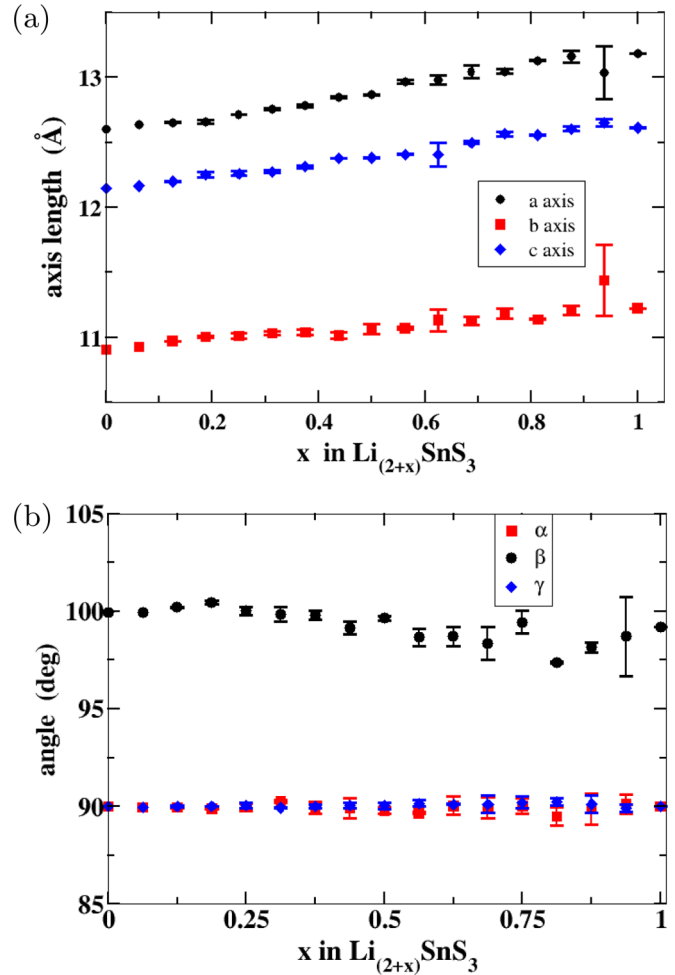 (a)
13
12
11
axis length (Å)
a axis
b axis
c axis
0 0.2 0.4 0.6 0.8 1
x in Li(2+x)SnS3
(b)
105
100
95
90
85
angle (deg)
α
β
γ
0 0.25 0.5 0.75 1
x in Li(2+x)SnS3